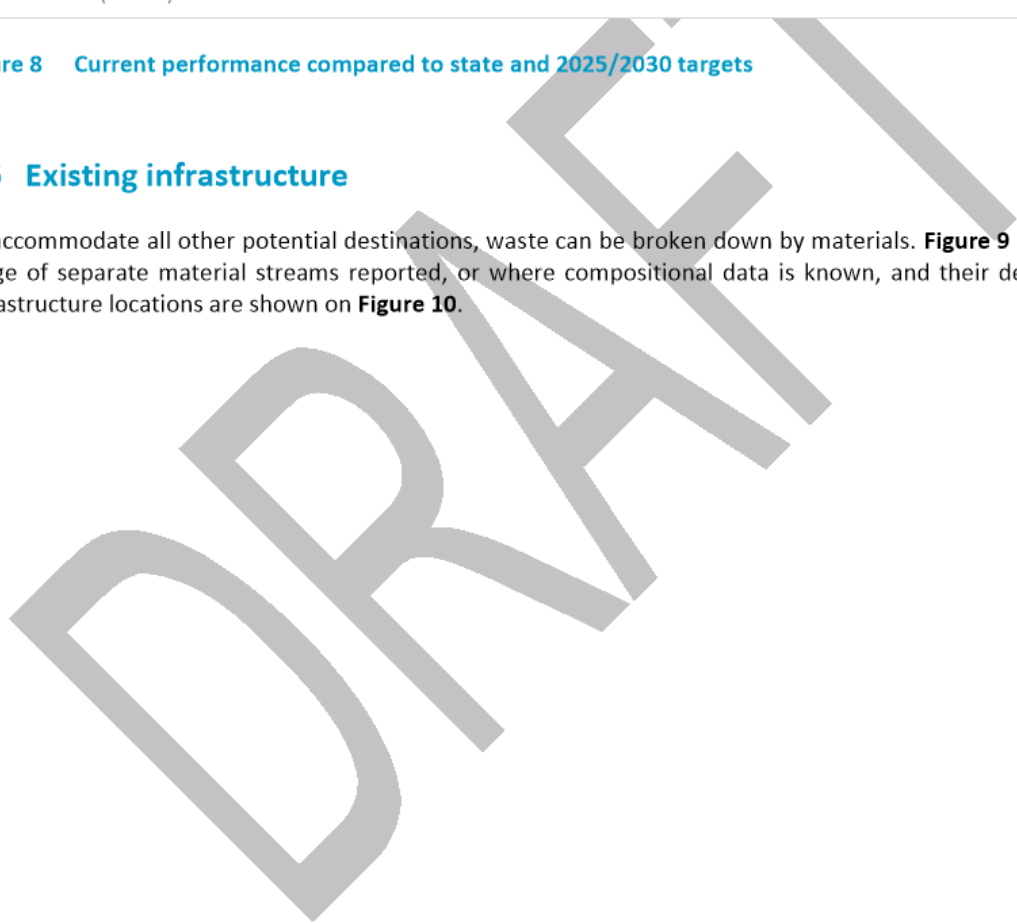 re 8 Current performance compared to state and 2025/2030 targets
Existing infrastructure
accommodate all other potential destinations, waste can be broken down by materials. Figure 9
ge of separate material streams reported, or where compositional data is known, and their de
astructure locations are shown on Figure 10.
DRAFT